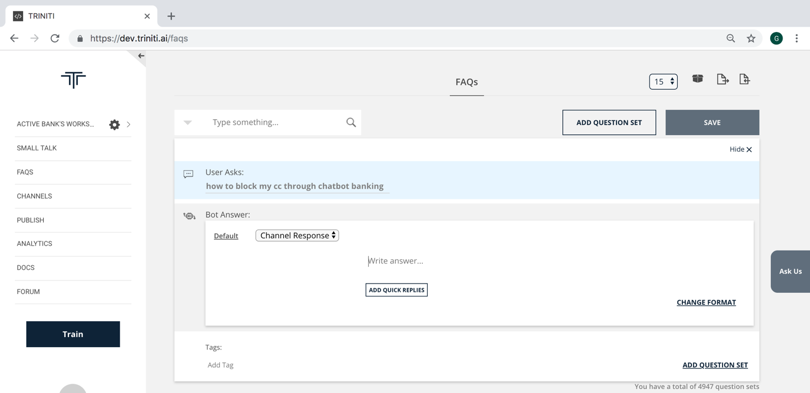 TRINITI
https://dev.triniti.ai/faqs
G
FAQs
15
ACTIVE BANK'S WORKS...
SMALL TALK
FAQS
CHANNELS
PUBLISH
ANALYTICS
DOCS
FORUM
Train
Type something...
ADD QUESTION SET
SAVE
Hide
User Asks:
how to block my cc through chatbot banking
Bot Answer:
Default
Channel Response
Write answer...
ADD QUICK REPLIES
CHANGE FORMAT
Tags:
Add Tag
ADD QUESTION SET
You have a total of 4947 question sets
Ask Us